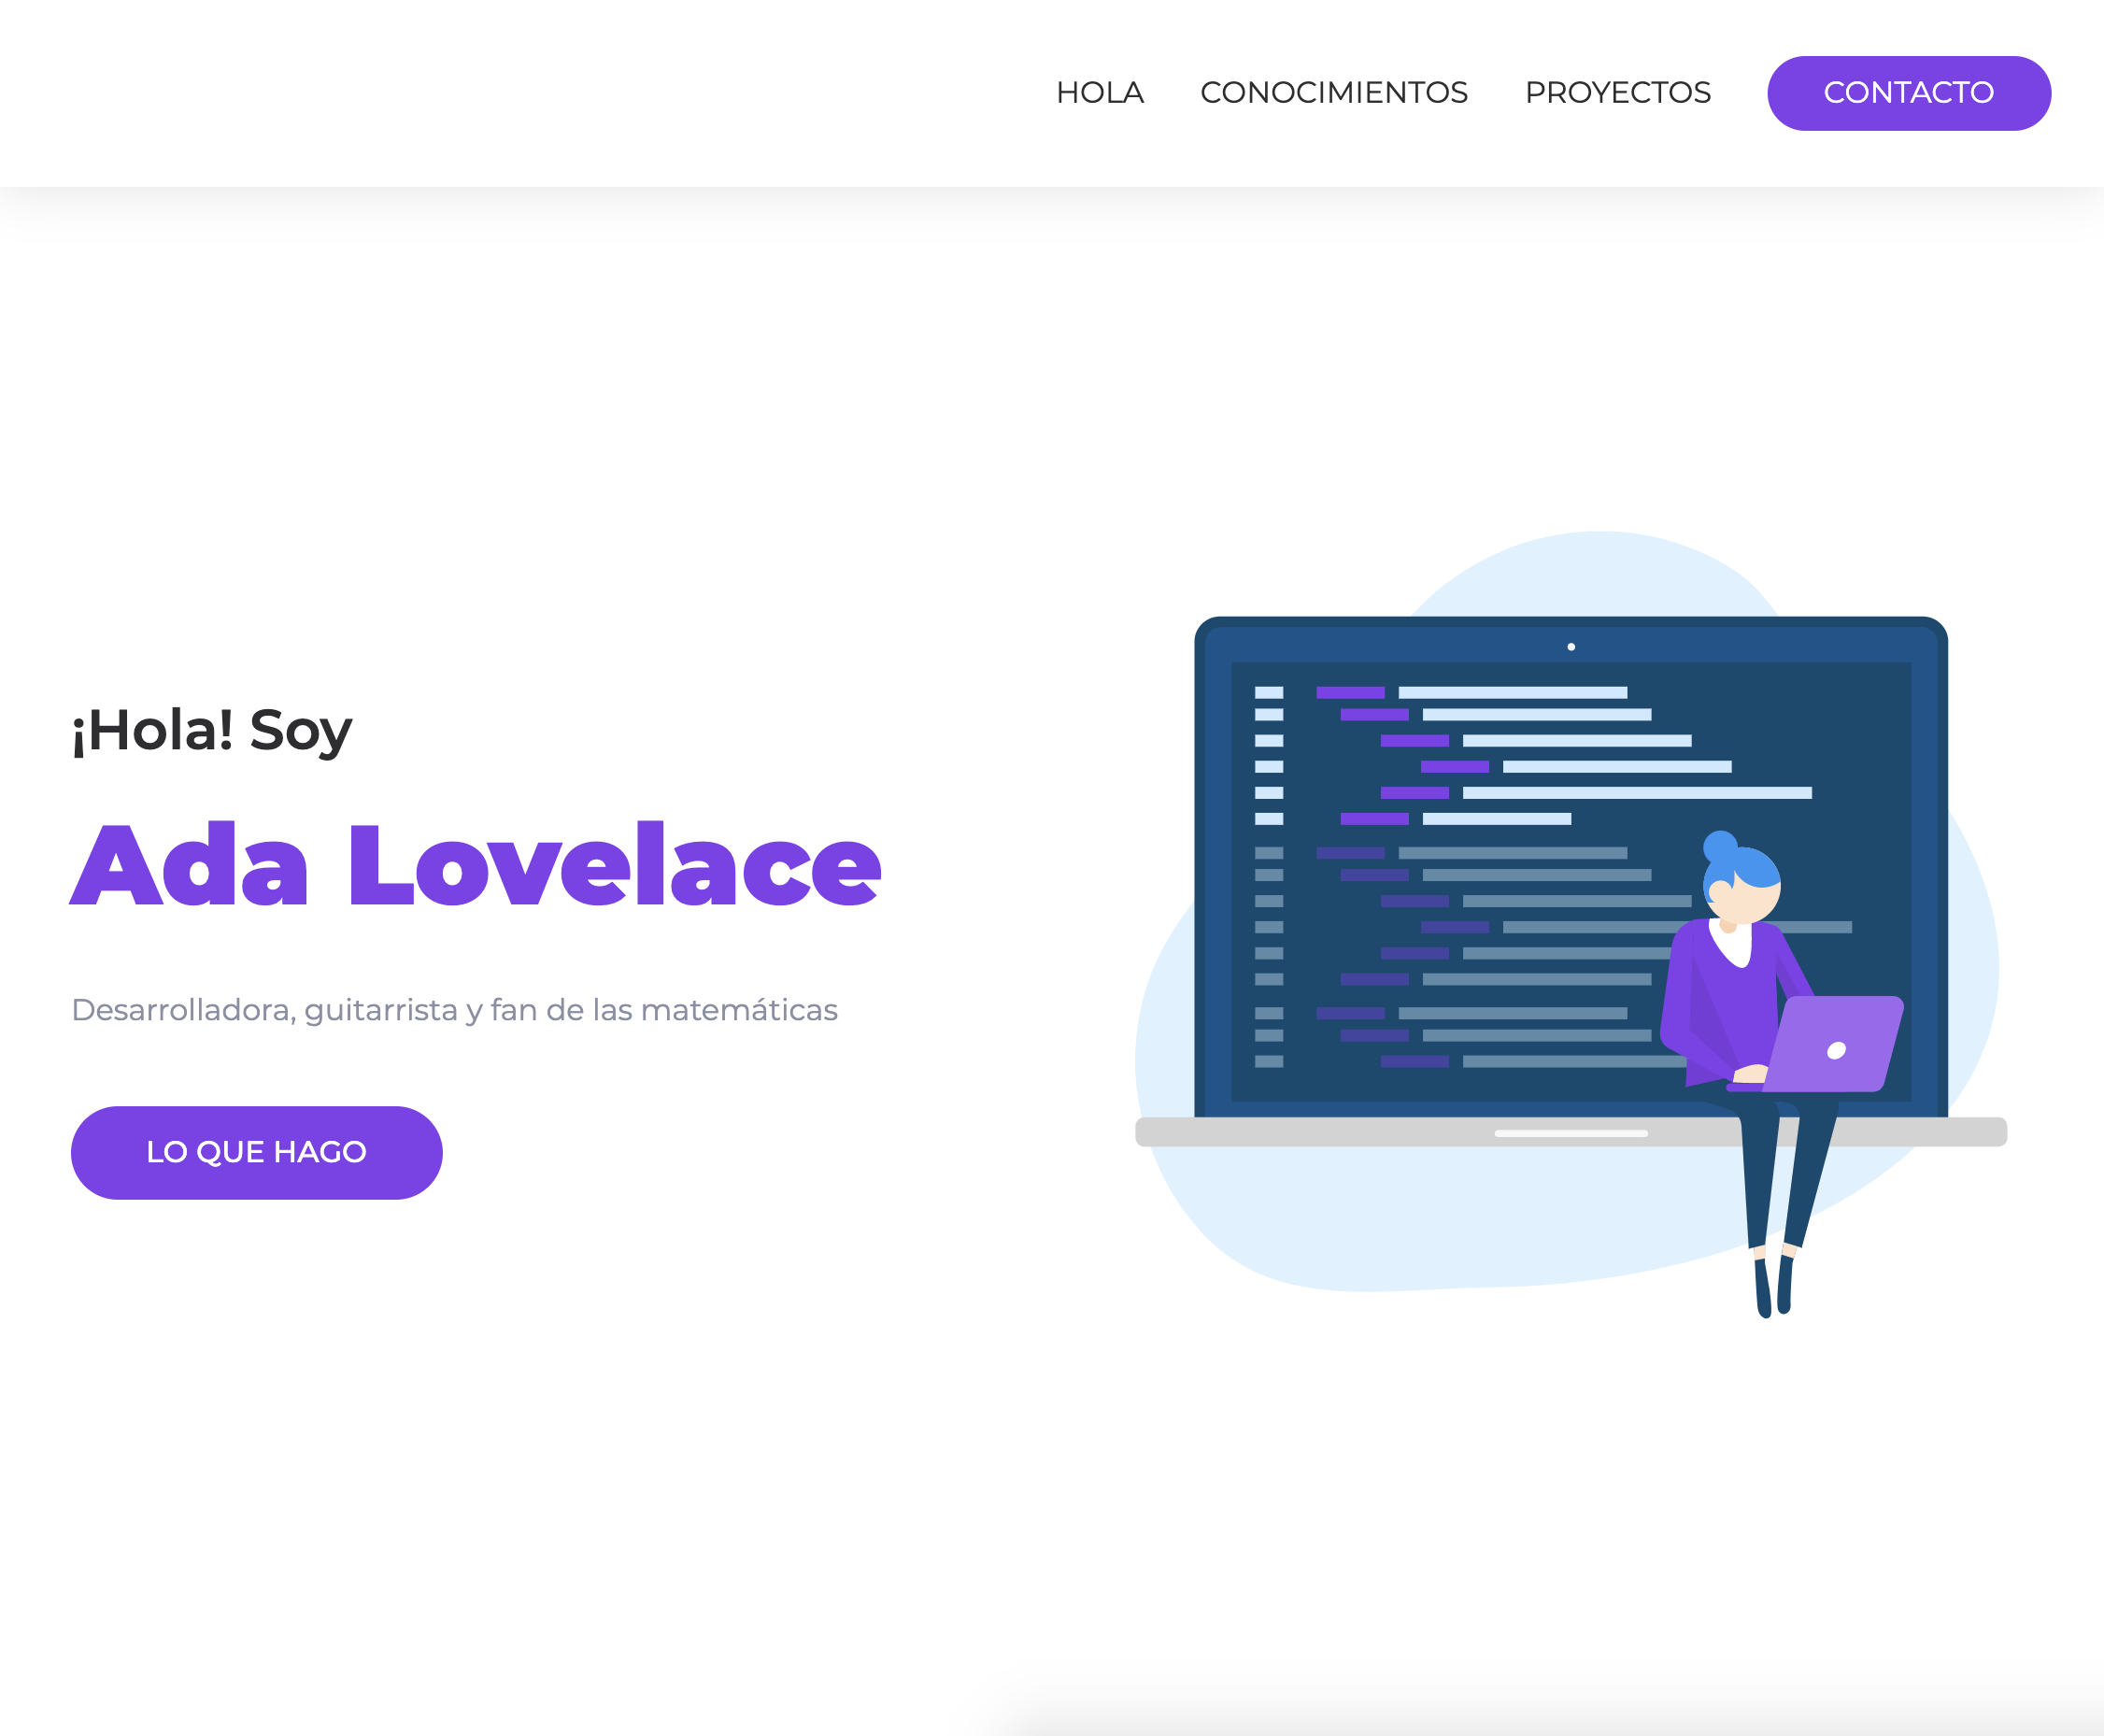 HOLA CONOCIMIENTOS PROYECTOS CONTACTO
¡Hola! Soy
Ada Lovelace
Desarrolladora, guitarrista y fan de las matemáticas
LO QUE HAGO